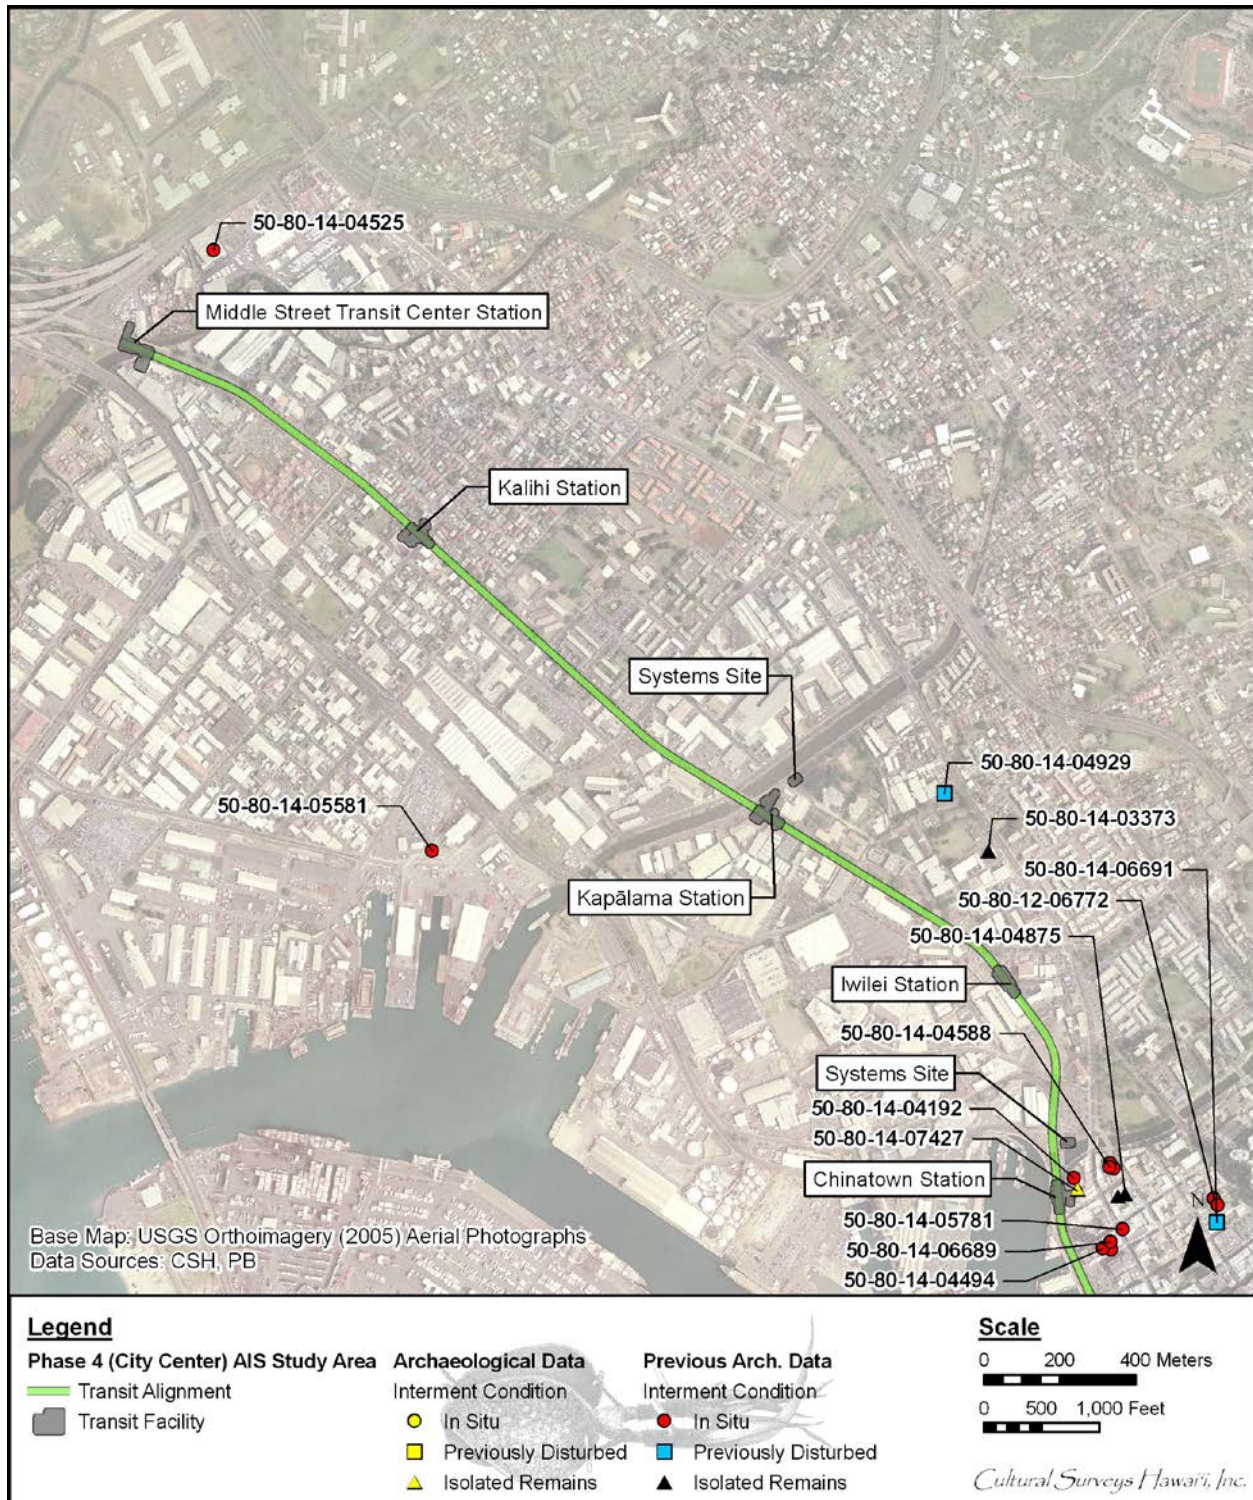 50-80-14-04525
Middle Street Transit Center Station
Kalihi Station
Systems Site
50-80-14-04929
50-80-14-05581
50-80-14-03373
50-80-14-06691
Kapālama Station
50-80-12-06772
50-80-14-04875
Iwilei Station
50-80-14-04588
Systems Site
50-80-14-04192
50-80-14-07427
Chinatown Station
N
50-80-14-05781
50-80-14-06689
50-80-14-04494
Base Map: USGS Orthoimagery (2005) Aerial Photographs
Data Sources: CSH, PB
Legend
Phase 4 (City Center) AIS Study Area
Transit Alignment
Transit Facility
Archaeological Data
Interment Condition
In Situ
Previously Disturbed
Isolated Remains
Previous Arch. Data
Interment Condition
In Situ
Previously Disturbed
Isolated Remains
Scale
0 200 400 Meters
0 500 1,000 Feet
Cultural Surveys Hawai'i, Inc.